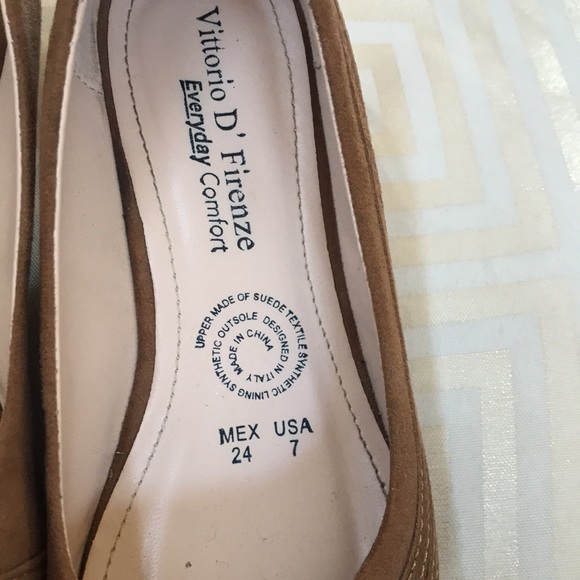 Vittorio D' Firenze
Everyday Comfort
UPPER MADE OF SUEDE TEXTILE SYNTHETIC LINING SYNTHETIC OUTSOLE DESIGNED IN ITALY MADE IN CHINA
MEX USA
24 7